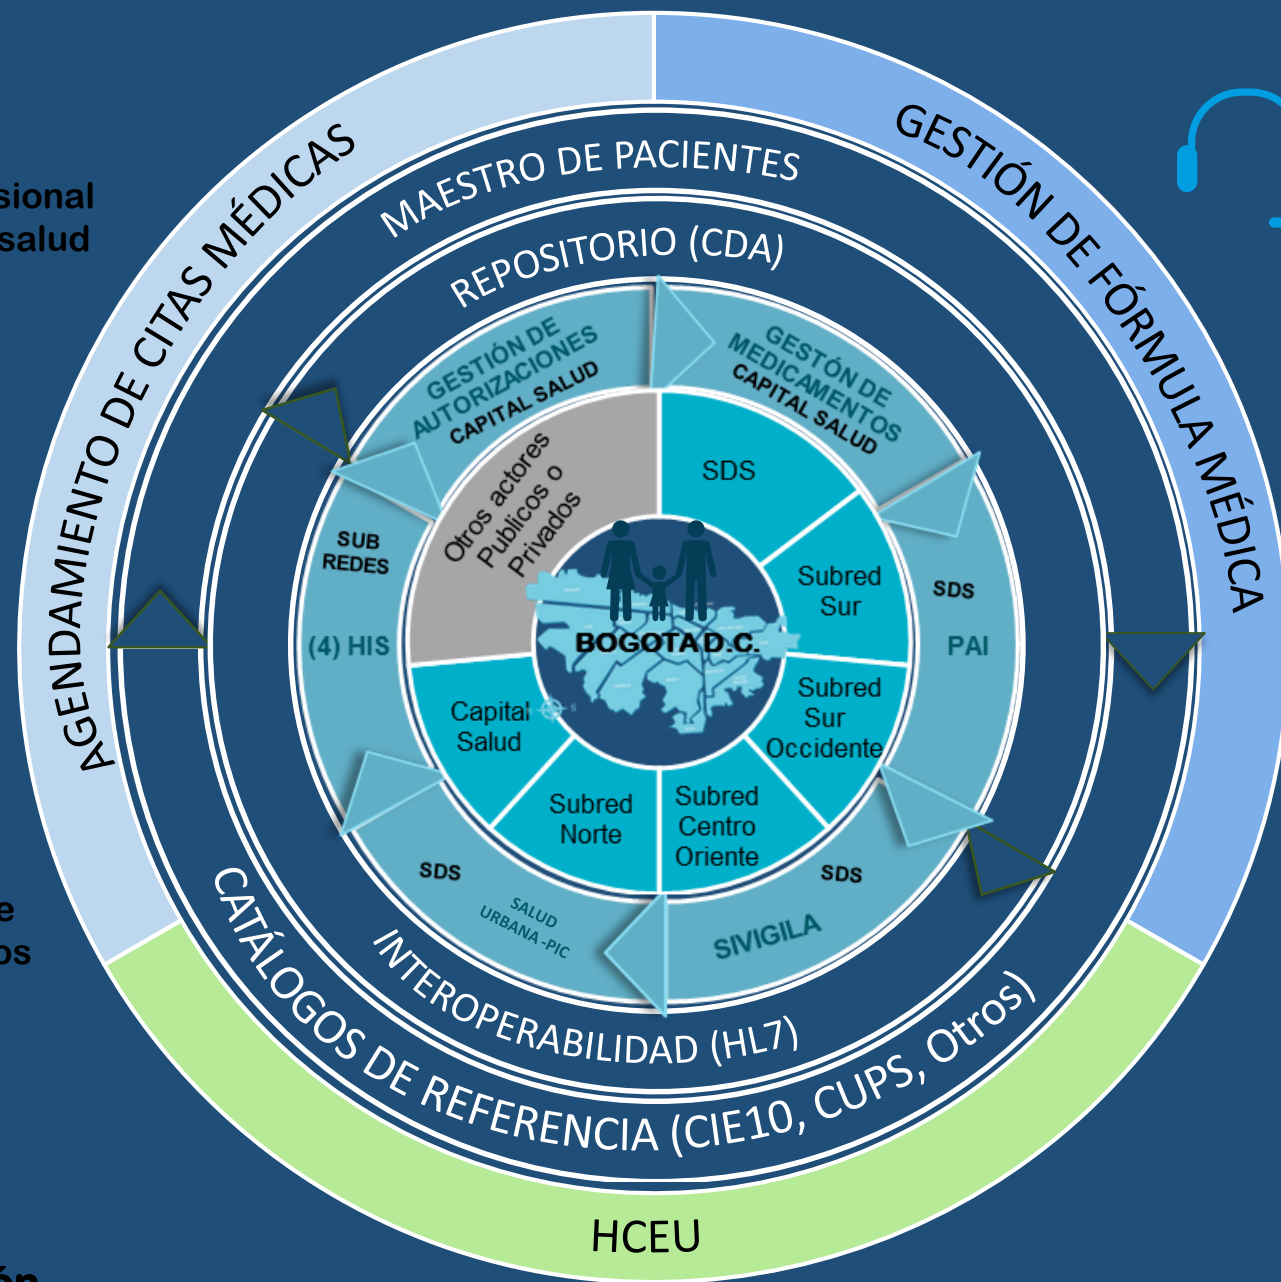 AGENDAMIENTO DE CITAS MÉDICAS
GESTIÓN DE FÓRMULA MÉDICA
HCEU
MAESTRO DE PACIENTES
CATÁLOGOS DE REFERENCIA (CIE10, CUPS, Otros)
REPOSITORIO (CDA)
INTEROPERABILIDAD (HL7)
GESTIÓN DE
AUTORIZACIONES
CAPITAL SALUD
GESTÓN DE
MEDICAMENTOS
CAPITAL SALUD
SDS
PAI
SDS
SIVIGILA
SDS
SALUD
URBANA -PIC
SUB
REDES
(4) HIS
Otros actores
Publicos o
Privados
SDS
Subred
Sur
Subred
Sur
Occidente
Subred
Centro
Oriente
Subred
Norte
Capital
Salud
BOGOTA D.C.
sional
salud
e
os
ón